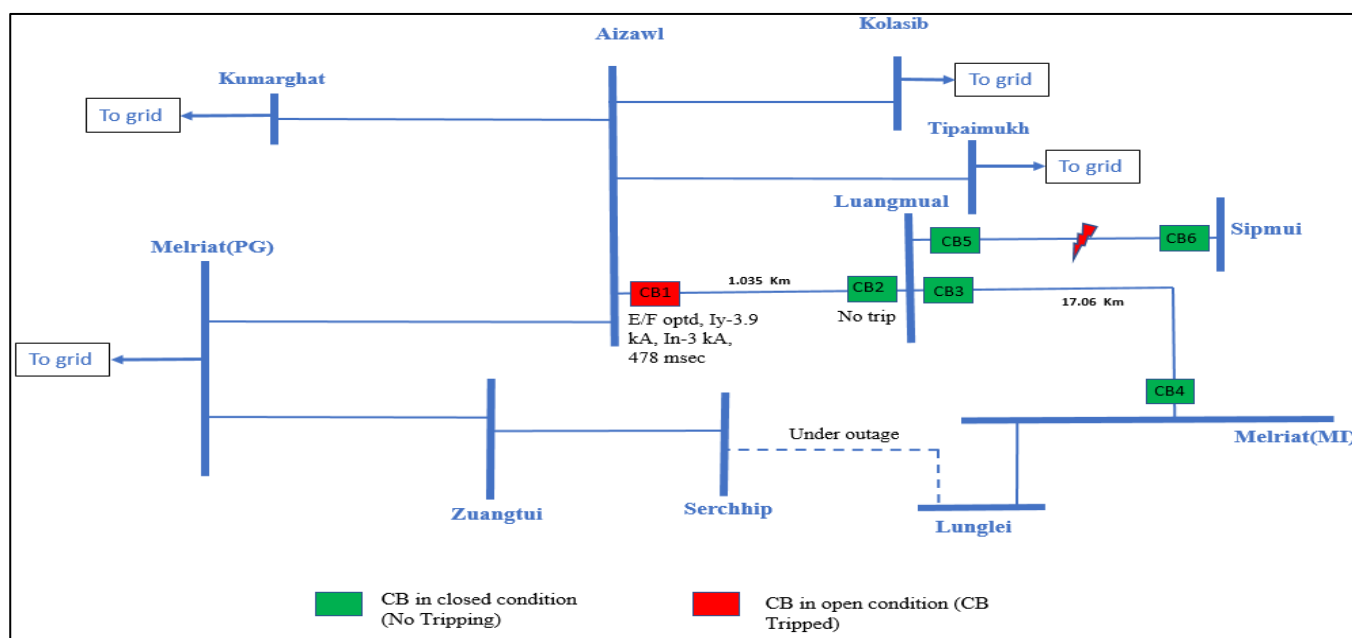 Kolasib
Aizawl
Kumarghat
To grid
To grid
Tipaimukh
To grid
Luangmual
CB5
CB6
Sipmui
Melriat(PG)
1.035 Km
CB1
CB2
CB3
17.06 Km
E/F optd, Iy-3.9
kA, In-3 kA,
478 msec
No trip
To grid
CB4
Under outage
Melriat(MI)
Zuangtui
Serchhip
Lunglei
CB in closed condition
(No Tripping)
CB in open condition (CB
Tripped)